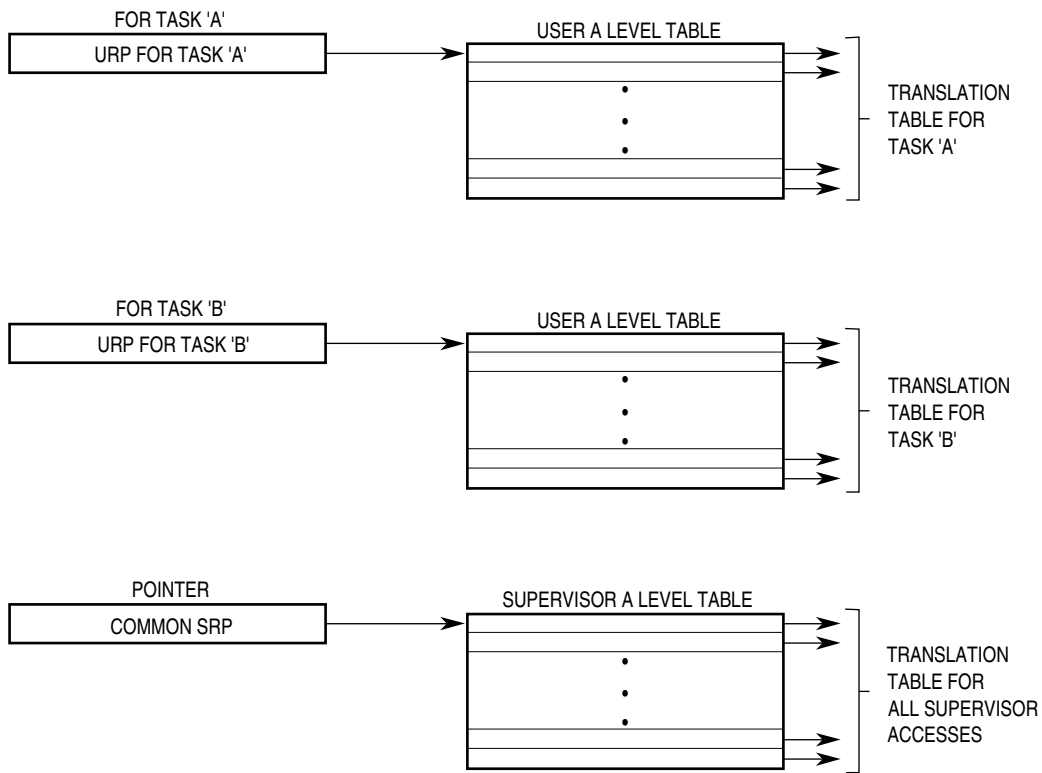 FOR TASK 'A'
URP FOR TASK 'A'
USER A LEVEL TABLE
TRANSLATION
TABLE FOR
TASK 'A'
FOR TASK 'B'
URP FOR TASK 'B'
USER A LEVEL TABLE
TRANSLATION
TABLE FOR
TASK 'B'
POINTER
COMMON SRP
SUPERVISOR A LEVEL TABLE
TRANSLATION
TABLE FOR
ALL SUPERVISOR
ACCESSES